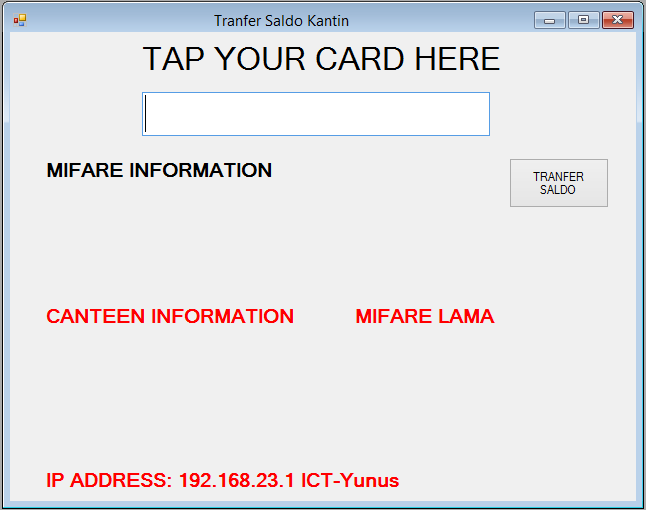 Tranfer Saldo Kantin
TAP YOUR CARD HERE
MIFARE INFORMATION
TRANFER
SALDO
CANTEEN INFORMATION
MIFARE LAMA
IP ADDRESS: 192.168.23.1 ICT-Yunus